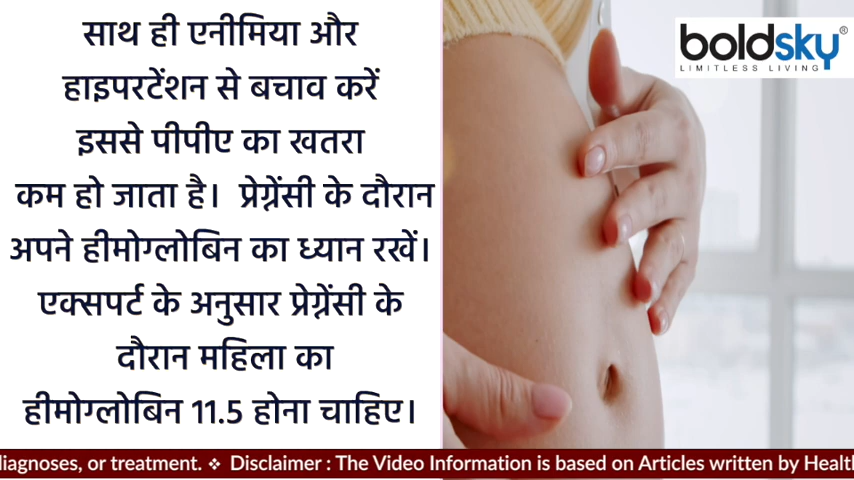 साथ ही एनीमिया और
हाइपरटेंशन से बचाव करें
इससे पीपीए का खतरा
कम हो जाता है। प्रेग्नेंसी के दौरान
अपने हीमोग्लोबिन का ध्यान रखें।
एक्सपर्ट के अनुसार प्रेग्नेंसी के
दौरान महिला का
हीमोग्लोबिन 11.5 होना चाहिए।
boldsky®
LIMITLESS LIVING
diagnoses, or treatment. ❖ Disclaimer : The Video Information is based on Articles written by Health